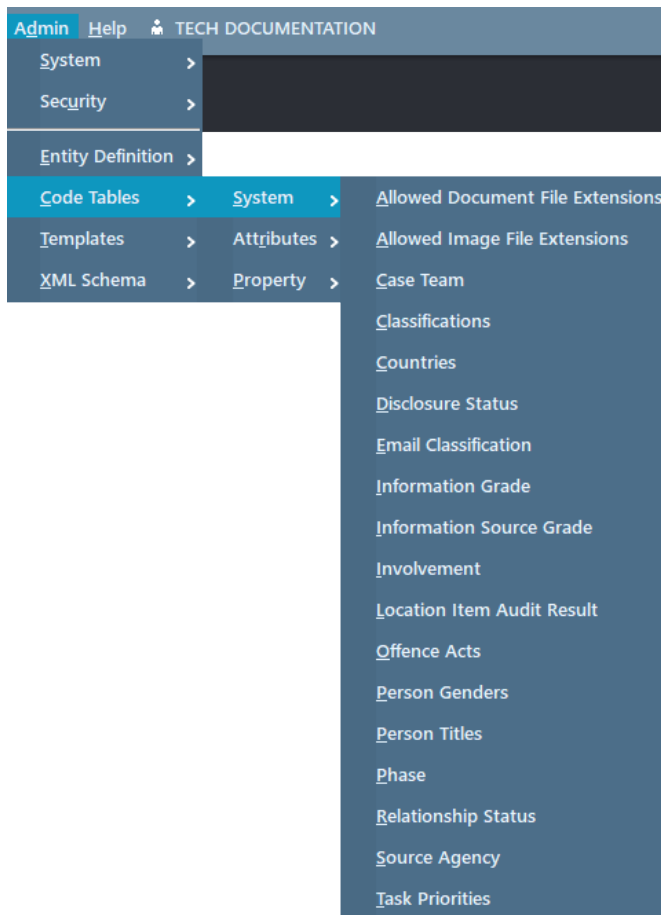 Admin Help TECH DOCUMENTATION
System
Security
Entity Definition
Code Tables
Templates
XML Schema
System
Attributes
Property
Allowed Document File Extensions
Allowed Image File Extensions
Case Team
Classifications
Countries
Disclosure Status
Email Classification
Information Grade
Information Source Grade
Involvement
Location Item Audit Result
Offence Acts
Person Genders
Person Titles
Phase
Relationship Status
Source Agency
Task Priorities